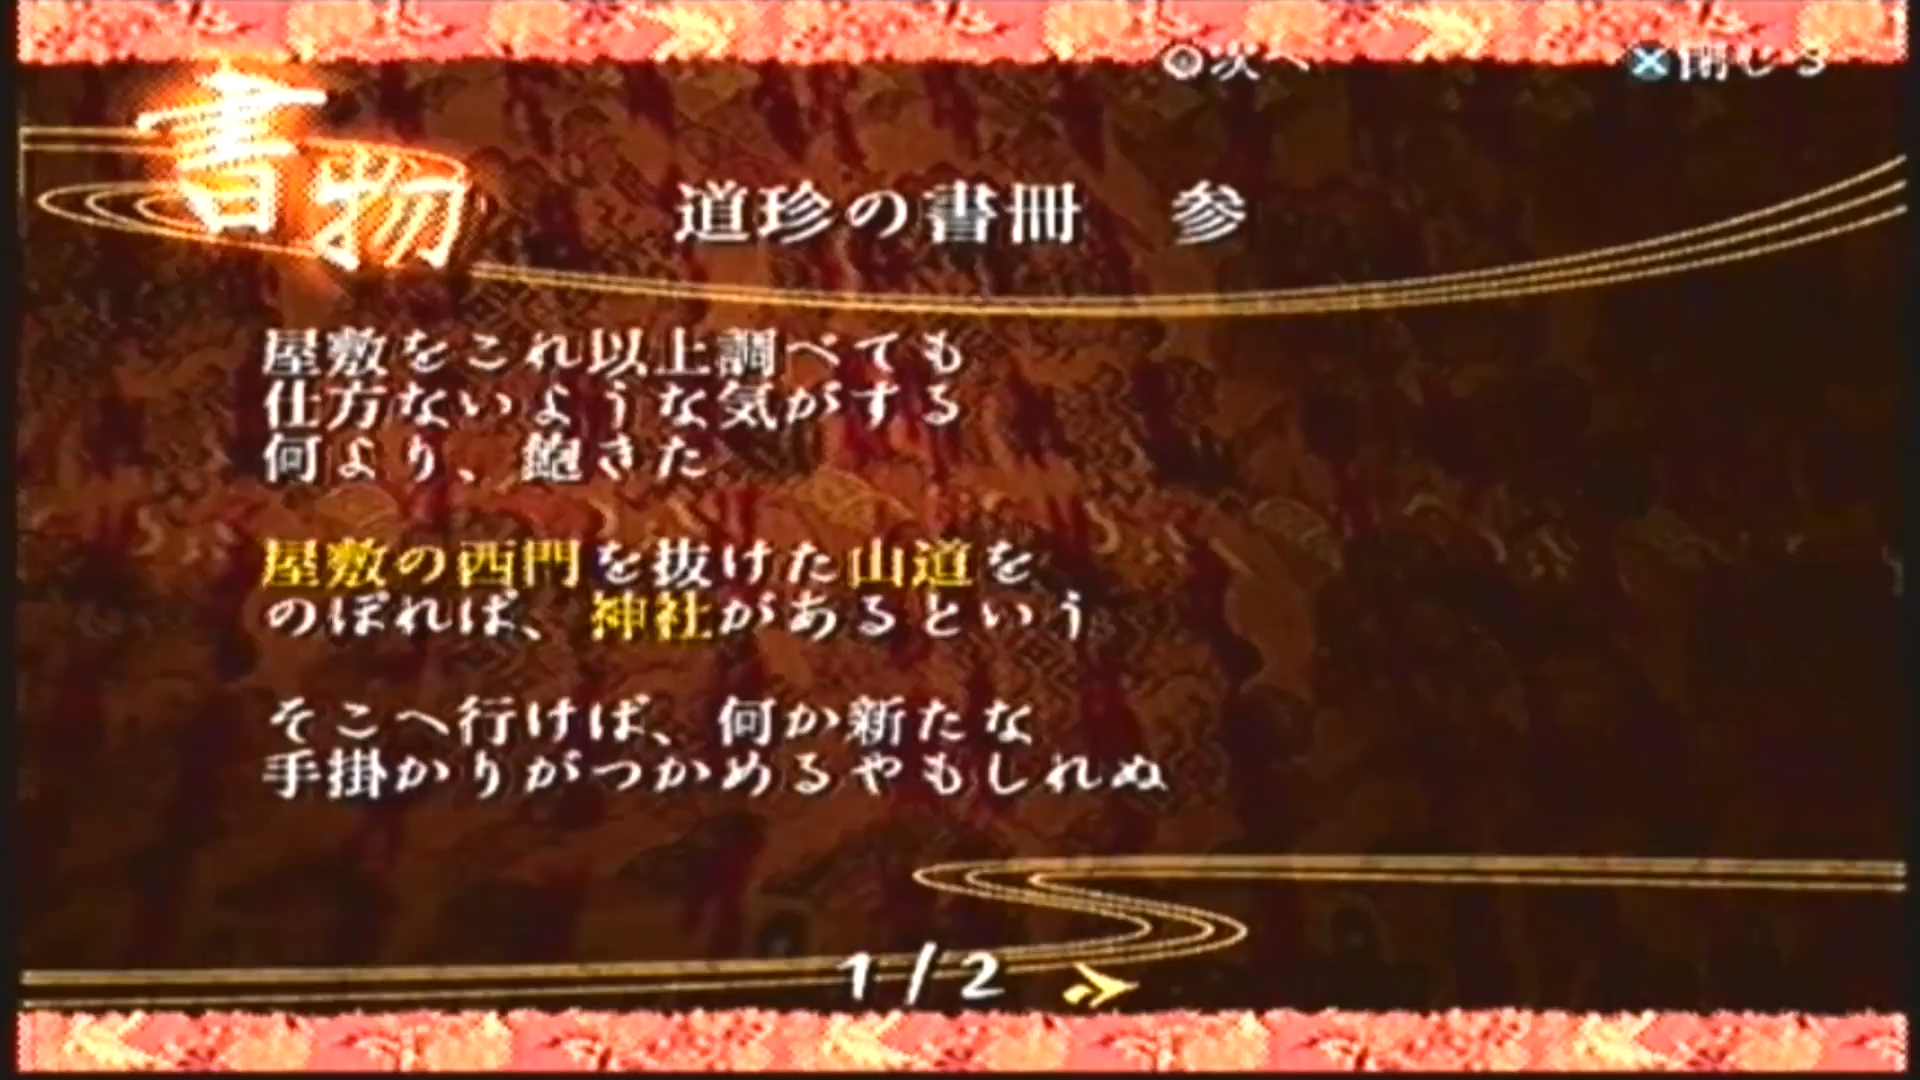 ◎次へ
×閉じる
書物
道珍の書冊　参
屋敷をこれ以上調べても
仕方ないような気がする
何より、飽きた
屋敷の西門を抜けた山道を
のぼれば、神社があるという
そこへ行けば、何か新たな
手掛かりがつかめるやもしれぬ
1/2